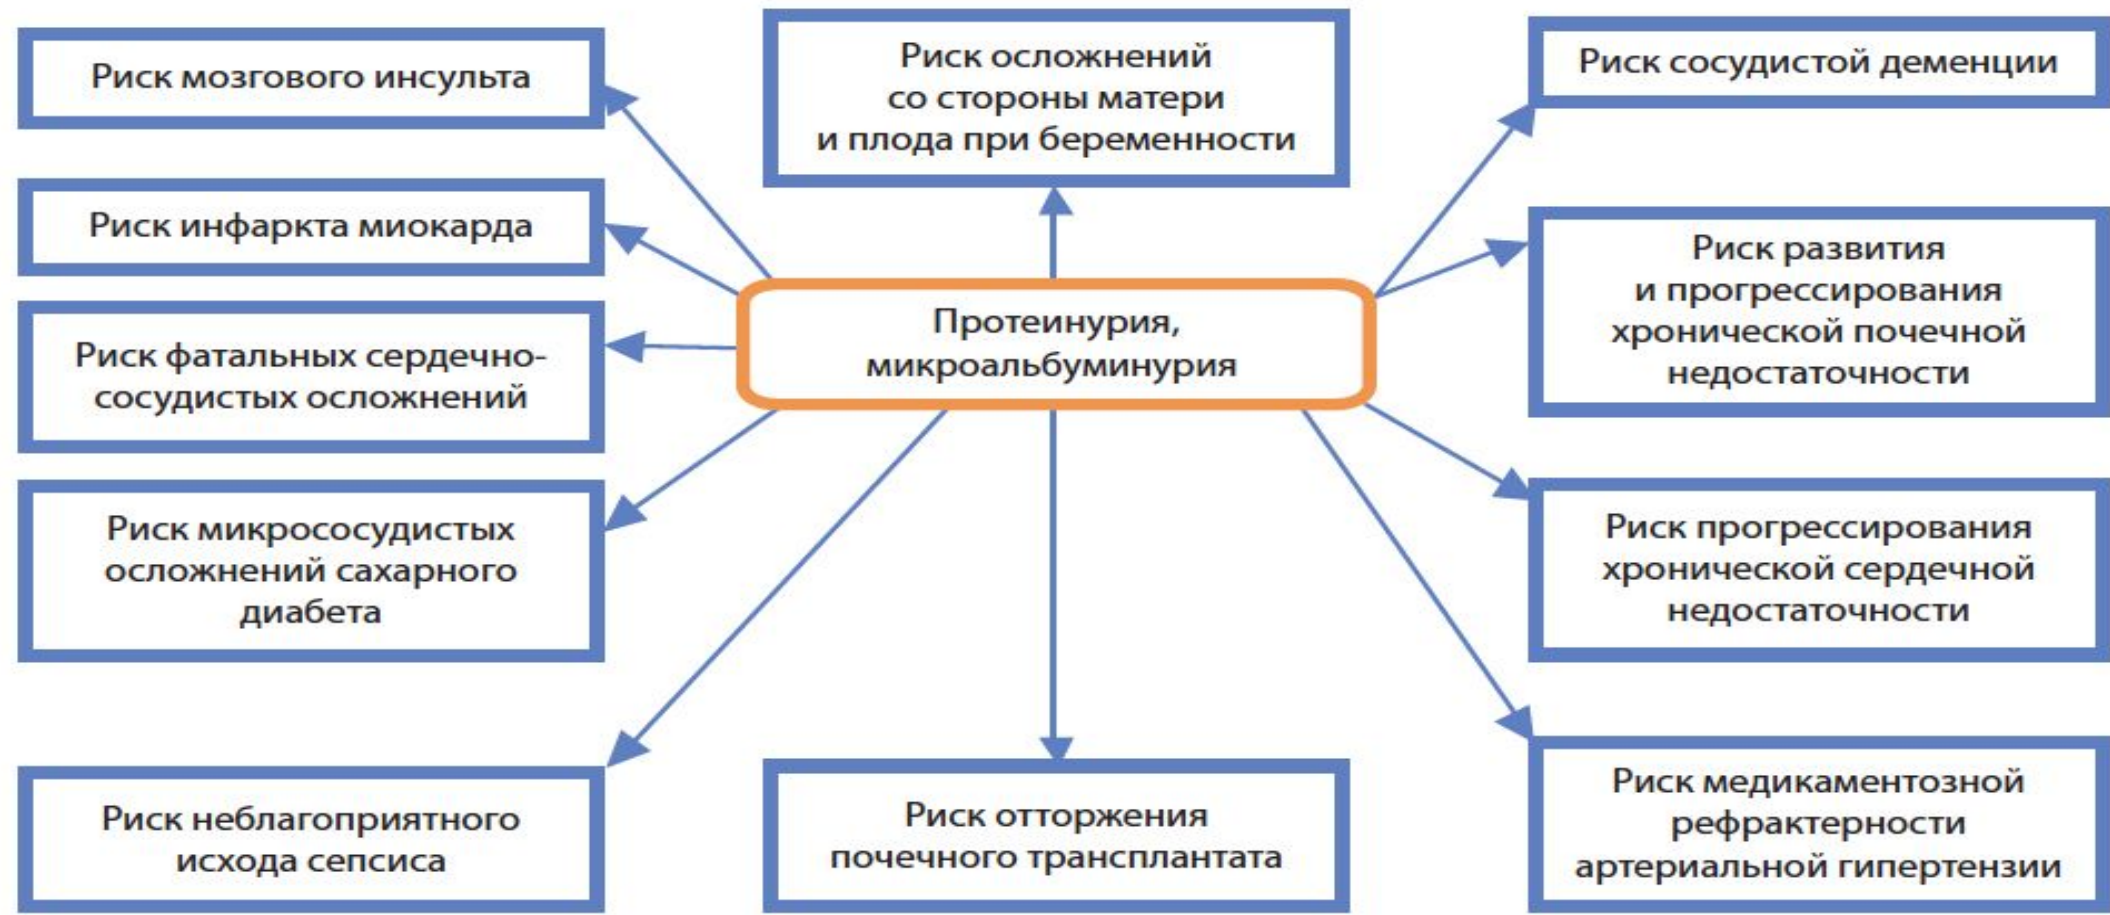 Риск мозгового инсульта
Риск осложнений
со стороны матери
и плода при беременности
Риск сосудистой деменции
Риск инфаркта миокарда
Риск развития
и прогрессирования
хронической почечной
недостаточности
Протеинурия,
микроальбуминурия
Риск фатальных сердечно-
сосудистых осложнений
Риск микрососудистых
осложнений сахарного
диабета
Риск прогрессирования
хронической сердечной
недостаточности
Риск неблагоприятного
исхода сепсиса
Риск отторжения
почечного трансплантата
Риск медикаментозной
рефрактерности
артериальной гипертензии